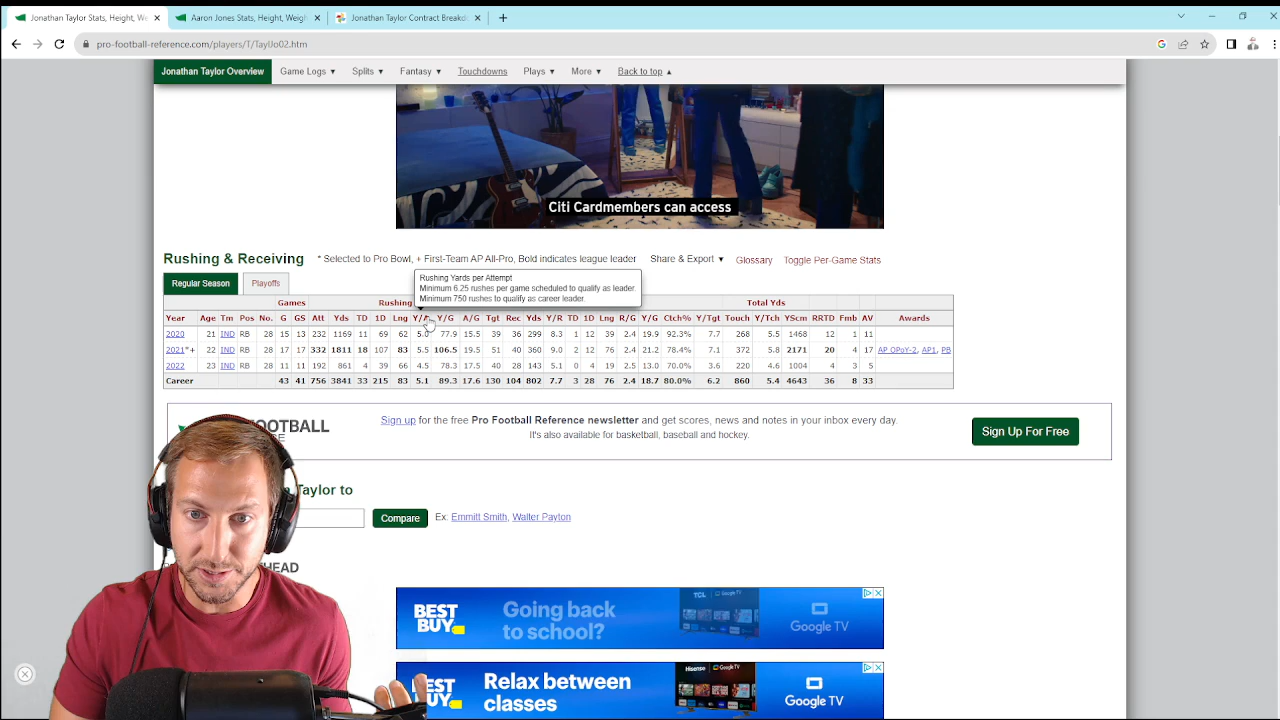 Jonathan Taylor Stats, Height, We
Aaron Jones Stats, Height, Weigh
Jonathan Taylor Contract Breakdo
pro-football-reference.com/players/T/TaylJo02.htm
Jonathan Taylor Overview Game Logs ▼ Splits ▼ Fantasy ▼ Touchdowns Plays ▼ More ▼ Back to top ▲
Citi Cardmembers can access
Rushing & Receiving * Selected to Pro Bowl, + First-Team AP All-Pro, Bold indicates league leader Share & Export ▼ Glossary Toggle Per-Game Stats
Rushing Yards per Attempt
Minimum 6.25 rushes per game scheduled to qualify as leader.
Minimum 750 rushes to qualify as career leader.
Regular Season Playoffs
Games Rushing Total Yds
Year Age Tm Pos No. G GS Att Yds TD 1D Lng Y/A Y/G A/G Tgt Rec Yds Y/R TD 1D Lng R/G Y/G Ctch% Y/Tgt Touch Y/Tch YScm RRTD Fmb AV Awards
2020 21 IND RB 28 15 13 232 1169 11 69 62 77.9 15.5 39 36 299 8.3 1 12 39 2.4 19.9 92.3% 7.7 268 5.5 1468 12 1 11
2021*+ 22 IND RB 28 17 17 332 1811 18 107 83 5.5 106.5 19.5 51 40 360 9.0 2 12 76 2.4 21.2 78.4% 7.1 372 5.8 2171 20 4 17 AP OPoY-2, AP1, PB
2022 23 IND RB 28 11 11 192 861 4 39 66 4.5 78.3 17.5 40 28 143 5.1 0 4 19 2.5 13.0 70.0% 3.6 220 4.6 1004 4 3 5
Career 43 41 756 3841 33 215 83 5.1 89.3 17.6 130 104 802 7.7 3 28 76 2.4 18.7 80.0% 6.2 860 5.4 4643 36 8 33
FOOTBALL
Sign up for the free Pro Football Reference newsletter and get scores, news and notes in your inbox every day.
It's also available for basketball, baseball and hockey.
Sign Up For Free
Taylor to
Compare Ex: Emmitt Smith, Walter Payton
HEAD
BEST BUY Going back TCL Google TV
to school? Google TV
BEST BUY Relax between Hisense Google TV
classes Google TV